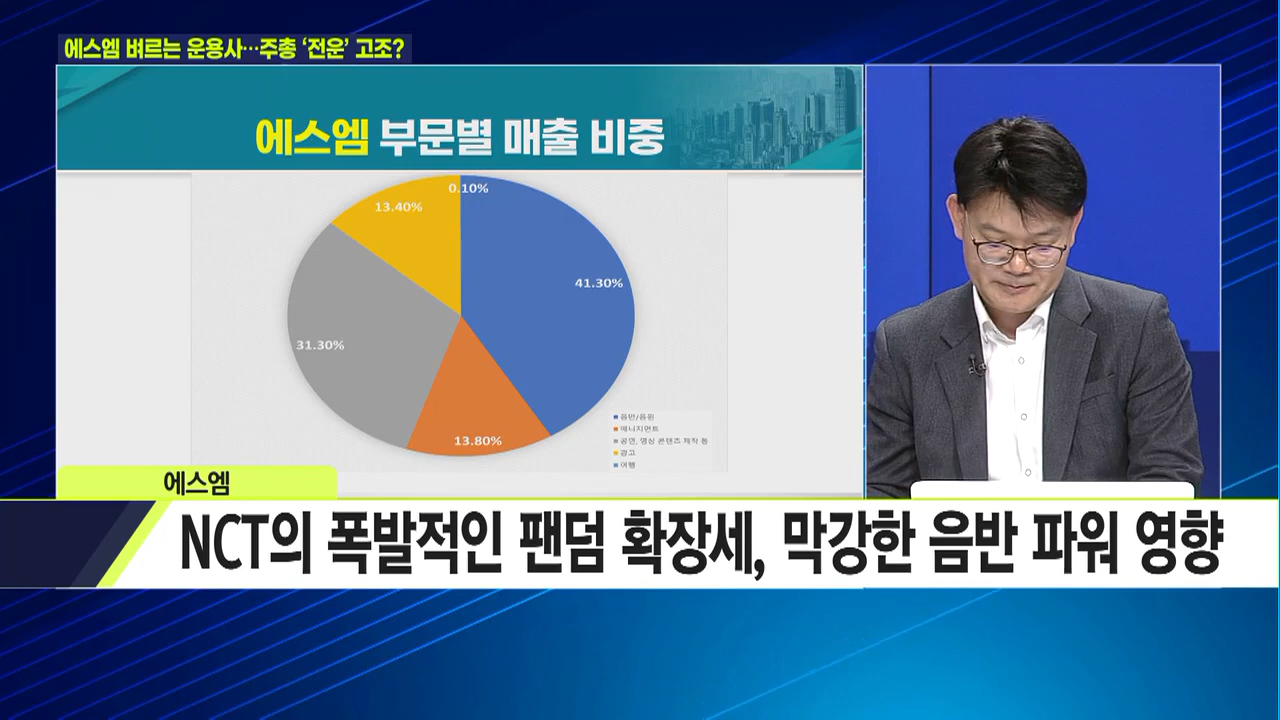 에스엠 벼르는 운용사…주총 ‘전운’ 고조?
에스엠 부문별 매출 비중
0.10%
13.40%
41.30%
31.30%
13.80%
음반/음원
매니지먼트
공연, 영상 콘텐츠 제작 등
광고
여행
에스엠
NCT의 폭발적인 팬덤 확장세, 막강한 음반 파워 영향